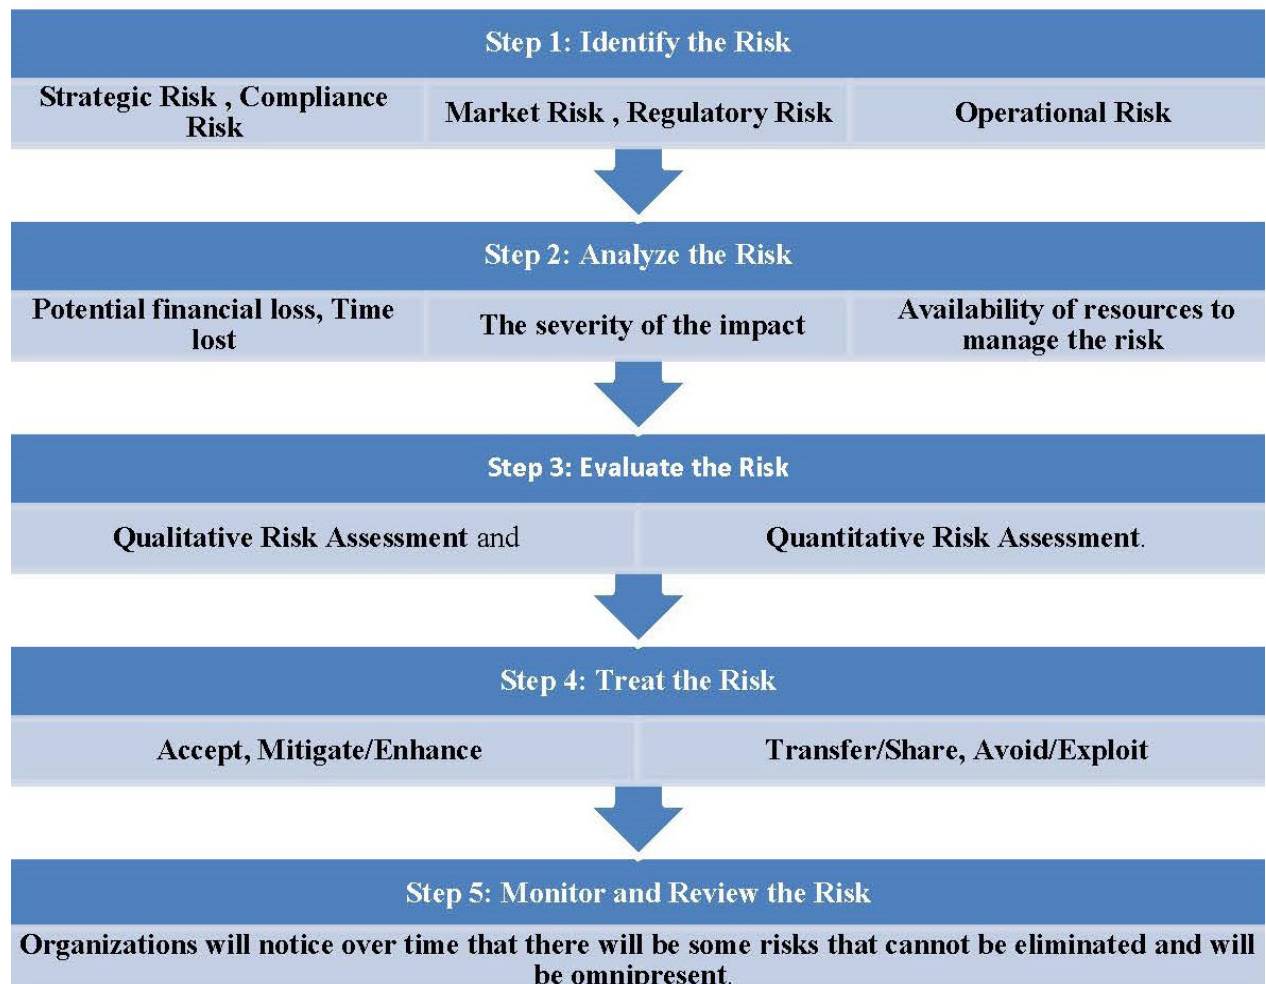 Step 1: Identify the Risk
Strategic Risk , Compliance
Risk
Market Risk , Regulatory Risk
Operational Risk
Step 2: Analyze the Risk
Potential financial loss, Time
lost
The severity of the impact
Availability of resources to
manage the risk
Step 3: Evaluate the Risk
Qualitative Risk Assessment and
Quantitative Risk Assessment.
Step 4: Treat the Risk
Accept, Mitigate/Enhance
Transfer/Share, Avoid/Exploit
Step 5: Monitor and Review the Risk
Organizations will notice over time that there will be some risks that cannot be eliminated and will
be omnipresent.